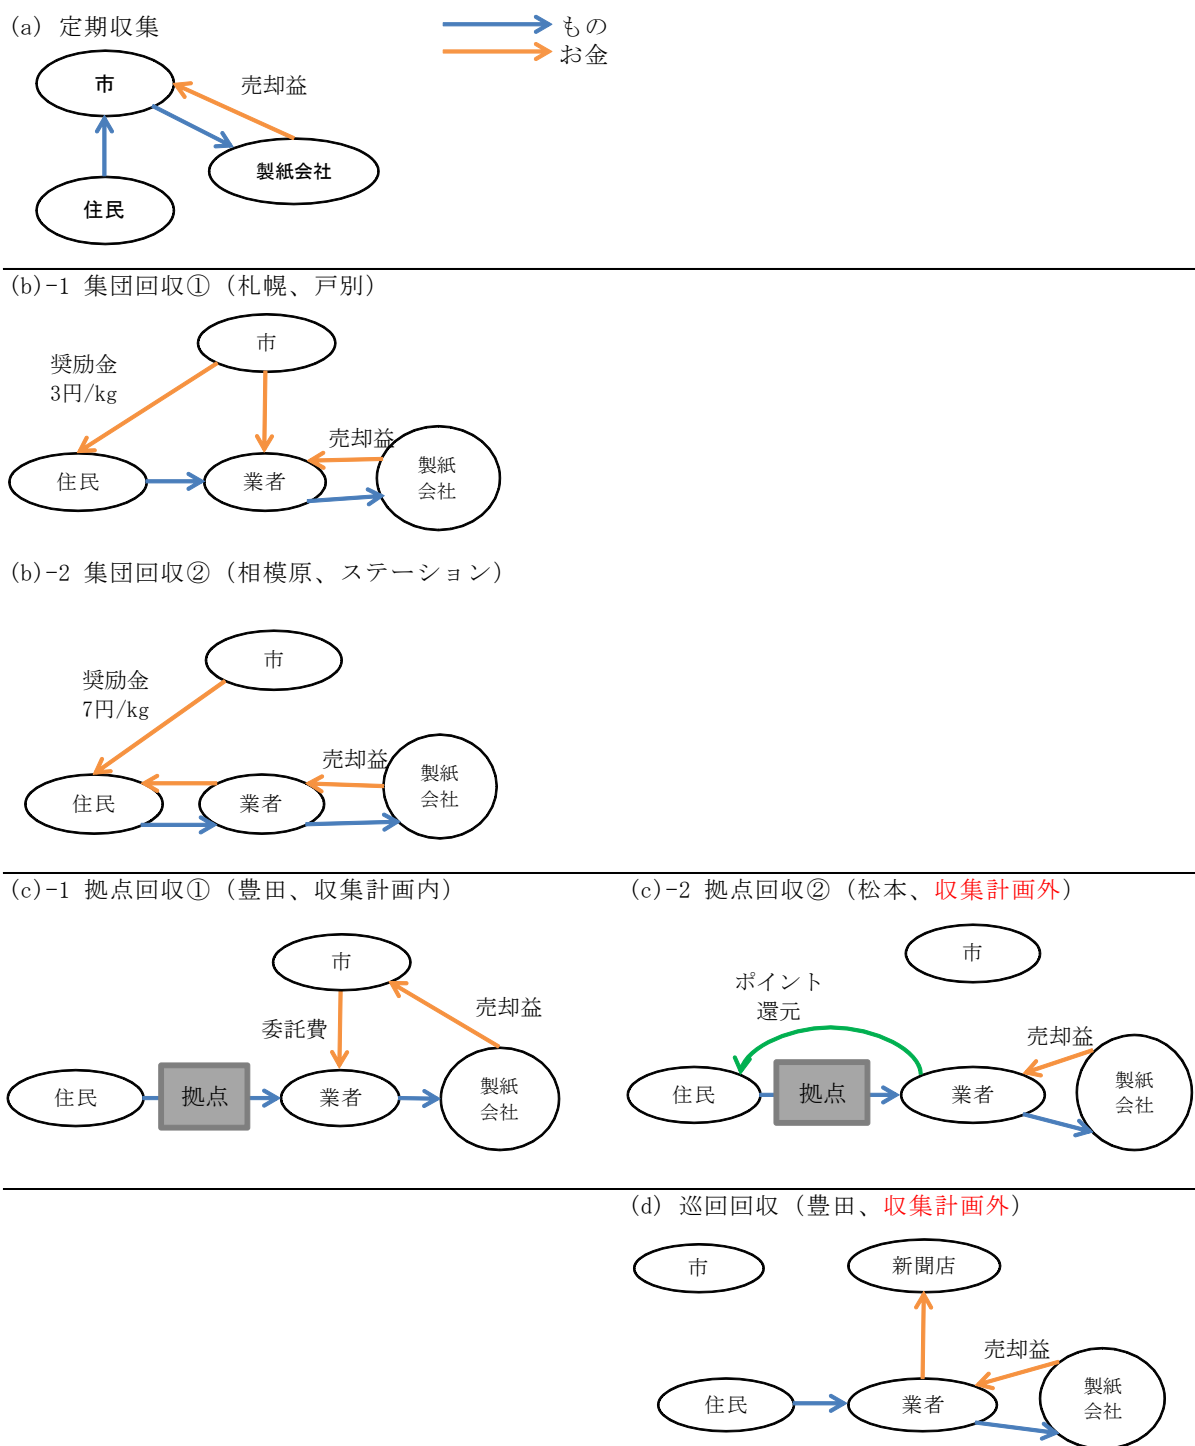 (a) 定期収集
もの
お金
市
売却益
製紙会社
住民
(b)-1 集団回収①（札幌、戸別）
市
奨励金
3円/kg
売却益
住民
業者
製紙
会社
(b)-2 集団回収②（相模原、ステーション）
市
奨励金
7円/kg
売却益
住民
業者
製紙
会社
(c)-1 拠点回収①（豊田、収集計画内）
市
売却益
委託費
住民
拠点
業者
製紙
会社
(c)-2 拠点回収②（松本、収集計画外）
市
ポイント
還元
売却益
住民
拠点
業者
製紙
会社
(d) 巡回回収（豊田、収集計画外）
市
新聞店
売却益
住民
業者
製紙
会社